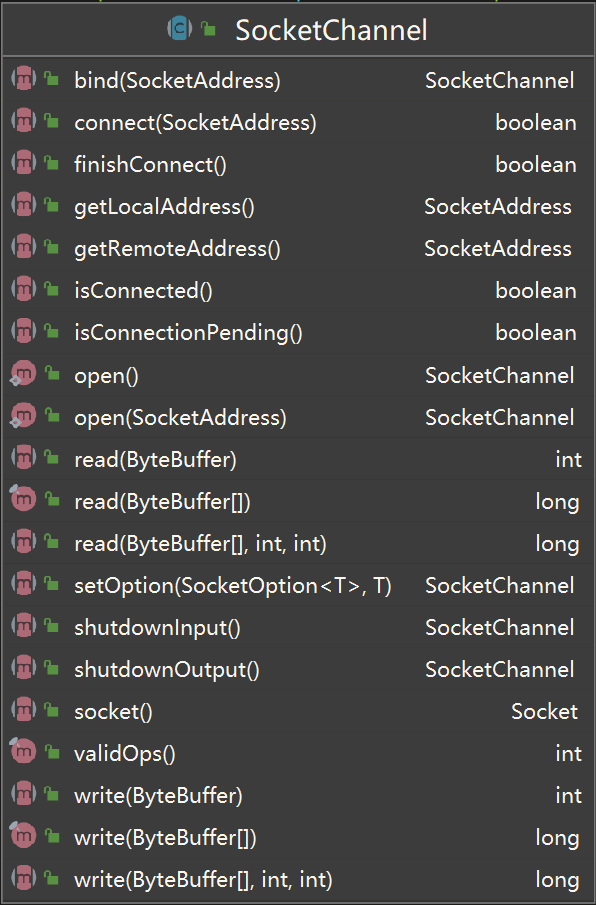 SocketChannel
bind(SocketAddress) SocketChannel
connect(SocketAddress) boolean
finishConnect() boolean
getLocalAddress() SocketAddress
getRemoteAddress() SocketAddress
isConnected() boolean
isConnectionPending() boolean
open() SocketChannel
open(SocketAddress) SocketChannel
read(ByteBuffer) int
read(ByteBuffer[]) long
read(ByteBuffer[], int, int) long
setOption(SocketOption<T>, T) SocketChannel
shutdownInput() SocketChannel
shutdownOutput() SocketChannel
socket() Socket
validOps() int
write(ByteBuffer) int
write(ByteBuffer[]) long
write(ByteBuffer[], int, int) long